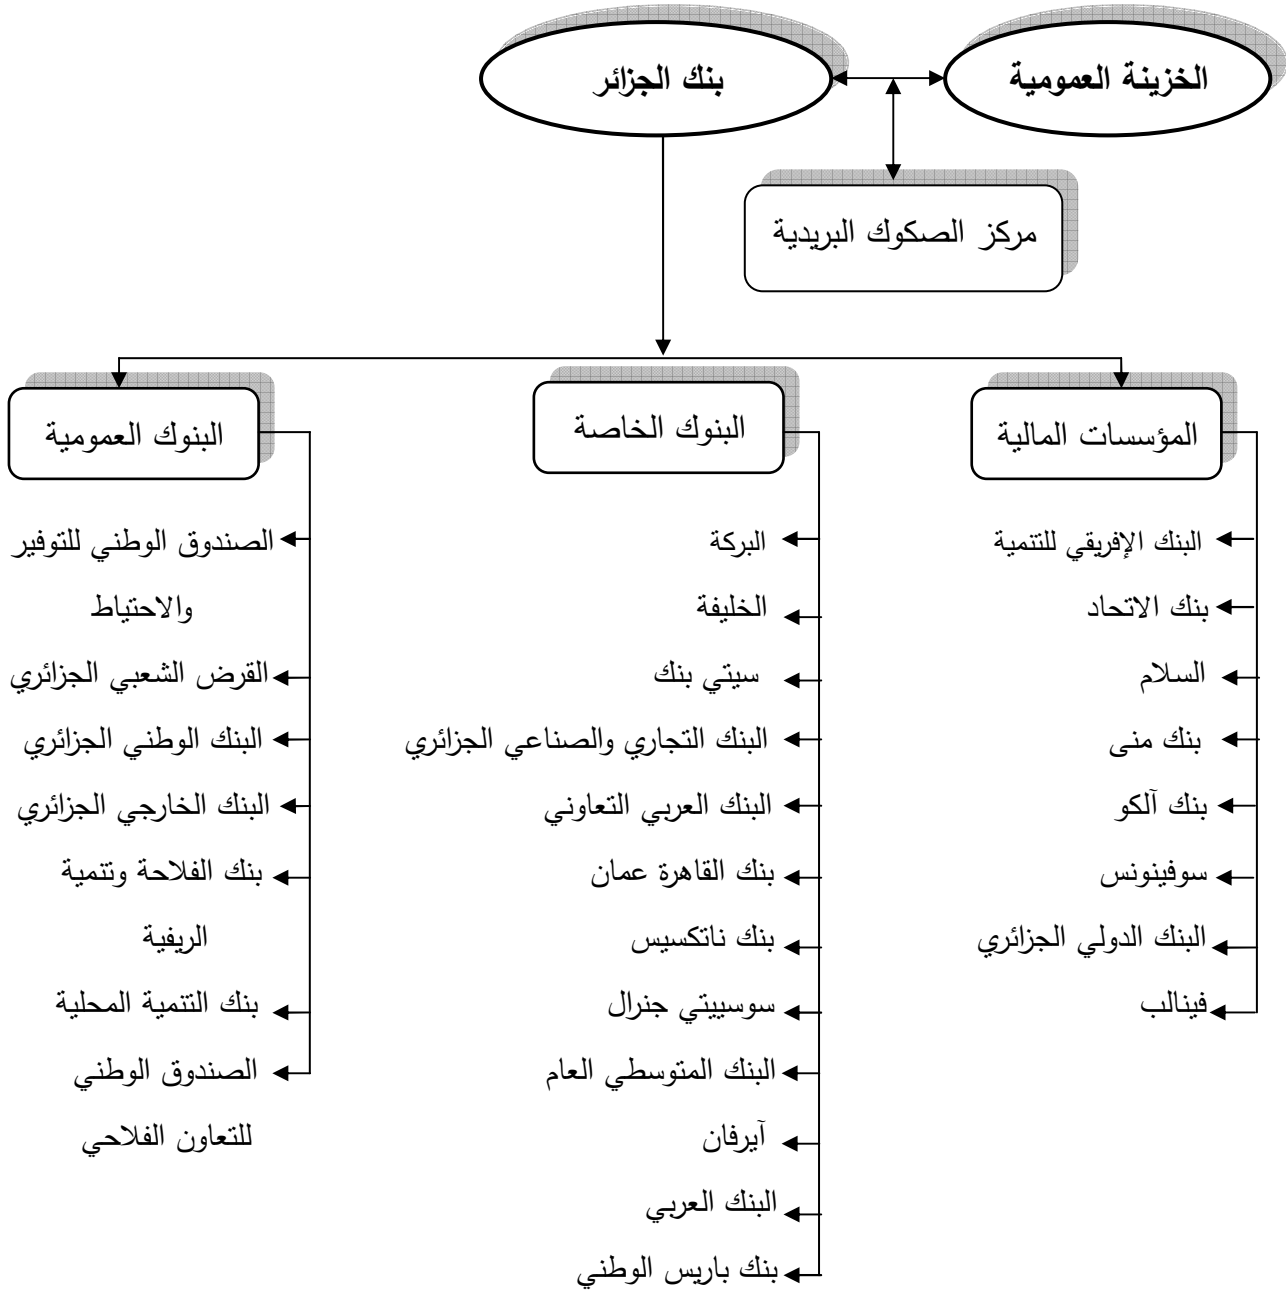 الخزينة العمومية
بنك الجزائر
مركز الصكوك البريدية
المؤسسات المالية
البنك الإفريقي للتنمية
بنك الاتحاد
السلام
بنك منى
بنك آلكو
سوفينونس
البنك الدولي الجزائري
فينالب
البنوك الخاصة
البركة
الخليفة
سيتي بنك
البنك التجاري والصناعي الجزائري
البنك العربي التعاوني
بنك القاهرة عمان
بنك ناتكسيس
سوسييتي جنرال
البنك المتوسطي العام
آيرفان
البنك العربي
بنك باريس الوطني
البنوك العمومية
الصندوق الوطني للتوفير
والاحتياط
القرض الشعبي الجزائري
البنك الوطني الجزائري
البنك الخارجي الجزائري
بنك الفلاحة وتنمية
الريفية
بنك التنمية المحلية
الصندوق الوطني
للتعاون الفلاحي